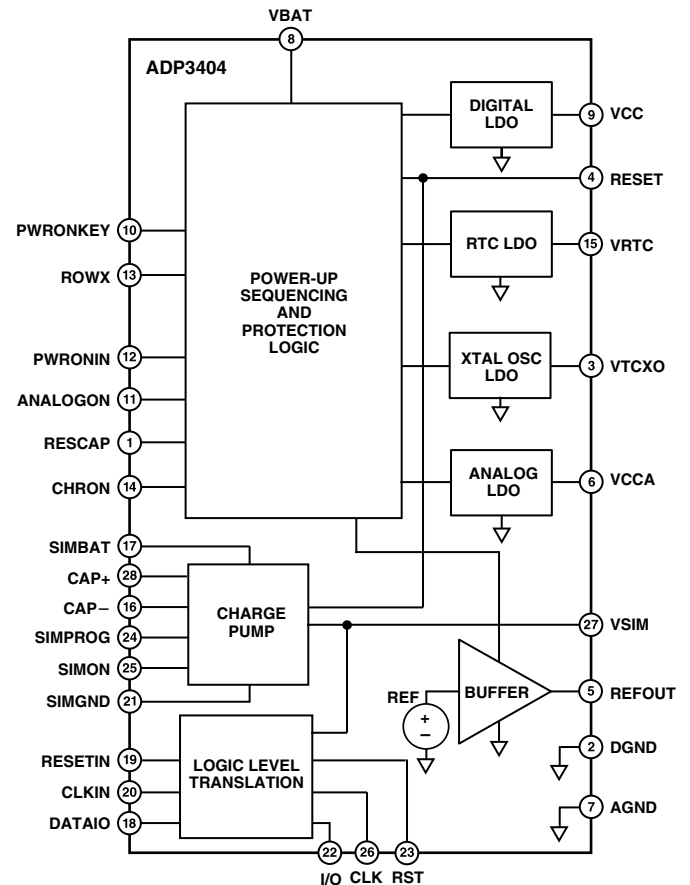 VBAT
8
ADP3404
DIGITAL
LDO
9 VCC
4 RESET
PWRONKEY 10
RTC LDO
15 VRTC
ROWX 13
POWER-UP
SEQUENCING
AND
PROTECTION
LOGIC
PWRONIN 12
XTAL OSC
LDO
3 VTCXO
ANALOGON 11
RESCAP 1
ANALOG
LDO
6 VCCA
CHRON 14
SIMBAT 17
CAP+ 28
CAP− 16
CHARGE
PUMP
27 VSIM
SIMPROG 24
SIMON 25
SIMGND 21
REF
+
−
BUFFER
5 REFOUT
2 DGND
RESETIN 19
LOGIC LEVEL
TRANSLATION
CLKIN 20
7 AGND
DATAIO 18
22 26 23
I/O CLK RST